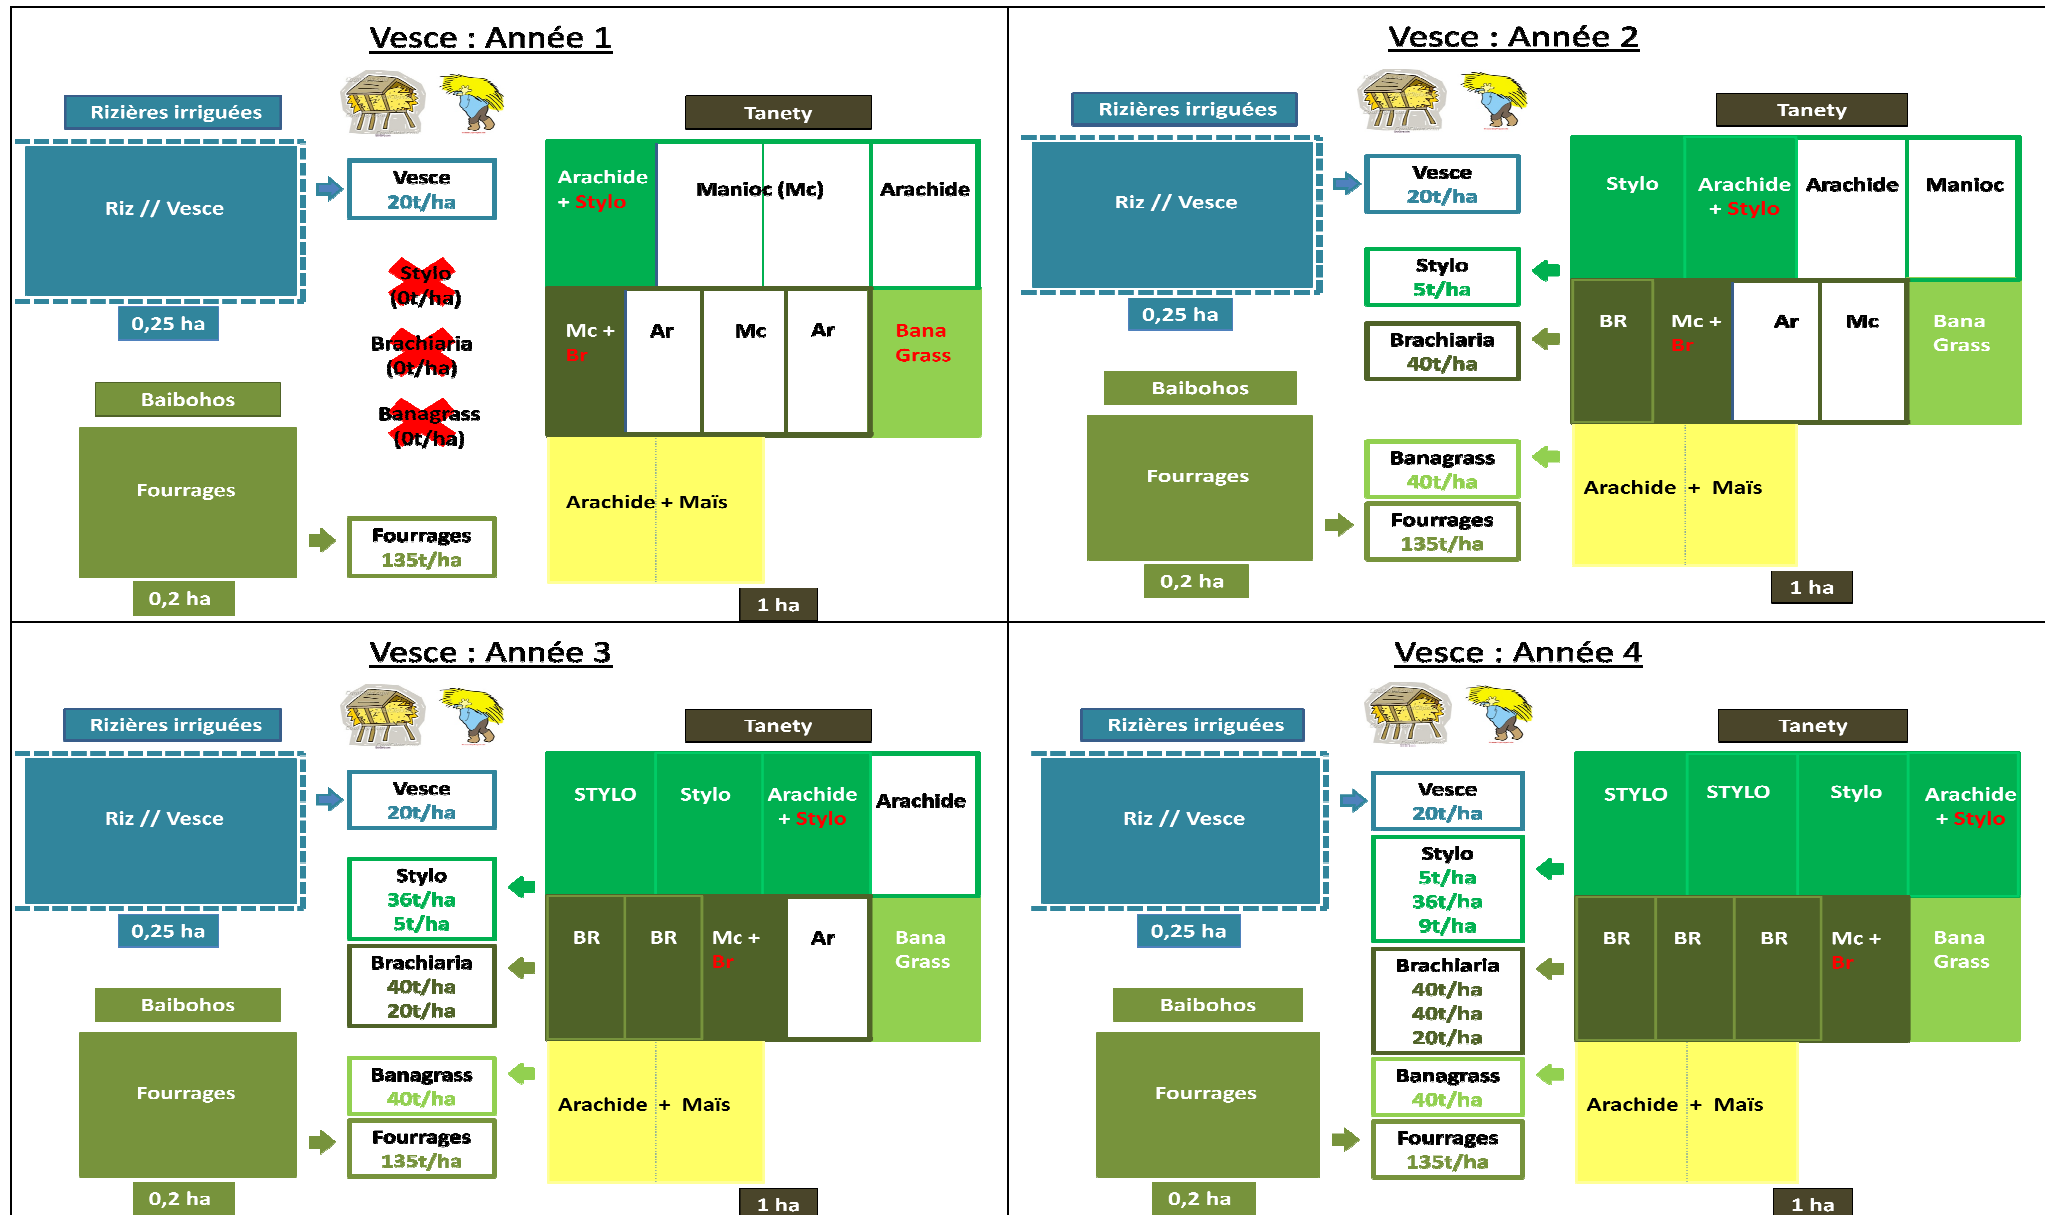 Vesce : Année 1
Rizières irriguées
Tanety
Riz // Vesce
Vesce
20t/ha
Arachide
+ Stylo
Manioc (Mc)
Arachide
Stylo
(0t/ha)
0,25 ha
Brachiaria
(0t/ha)
Mc +
Br
Ar
Mc
Ar
Bana
Grass
Baibohos
Banagrass
(0t/ha)
Fourrages
Arachide + Maïs
Fourrages
135t/ha
0,2 ha
1 ha
Vesce : Année 2
Rizières irriguées
Tanety
Riz // Vesce
Vesce
20t/ha
Stylo
Arachide
+ Stylo
Arachide
Manioc
Stylo
5t/ha
0,25 ha
Brachiaria
40t/ha
BR
Mc +
Br
Ar
Mc
Bana
Grass
Baibohos
Fourrages
Banagrass
40t/ha
Arachide + Maïs
Fourrages
135t/ha
0,2 ha
1 ha
Vesce : Année 3
Rizières irriguées
Tanety
Riz // Vesce
Vesce
20t/ha
STYLO
Stylo
Arachide
+ Stylo
Arachide
Stylo
36t/ha
5t/ha
0,25 ha
Brachiaria
40t/ha
20t/ha
BR
BR
Mc +
Br
Ar
Bana
Grass
Baibohos
Fourrages
Banagrass
40t/ha
Arachide + Maïs
Fourrages
135t/ha
0,2 ha
1 ha
Vesce : Année 4
Rizières irriguées
Tanety
Riz // Vesce
Vesce
20t/ha
STYLO
STYLO
Stylo
Arachide
+ Stylo
Stylo
5t/ha
36t/ha
9t/ha
0,25 ha
Brachiaria
40t/ha
40t/ha
20t/ha
BR
BR
BR
Mc +
Br
Bana
Grass
Baibohos
Fourrages
Banagrass
40t/ha
Arachide + Maïs
Fourrages
135t/ha
0,2 ha
1 ha